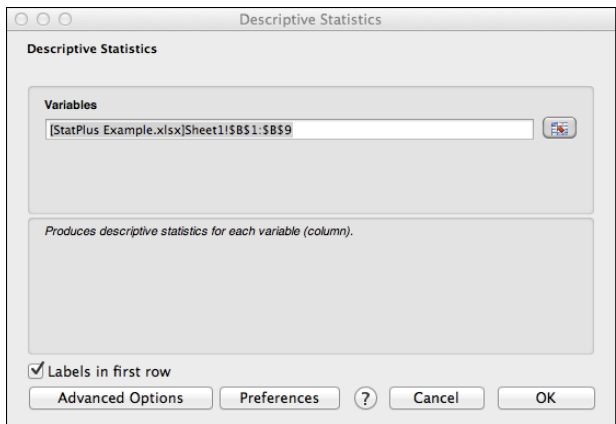 Descriptive Statistics
Descriptive Statistics
Variables
[StatPlus Example.xlsx]Sheet1!$B$1:$B$9
Produces descriptive statistics for each variable (column).
Labels in first row
Advanced Options Preferences ? Cancel OK